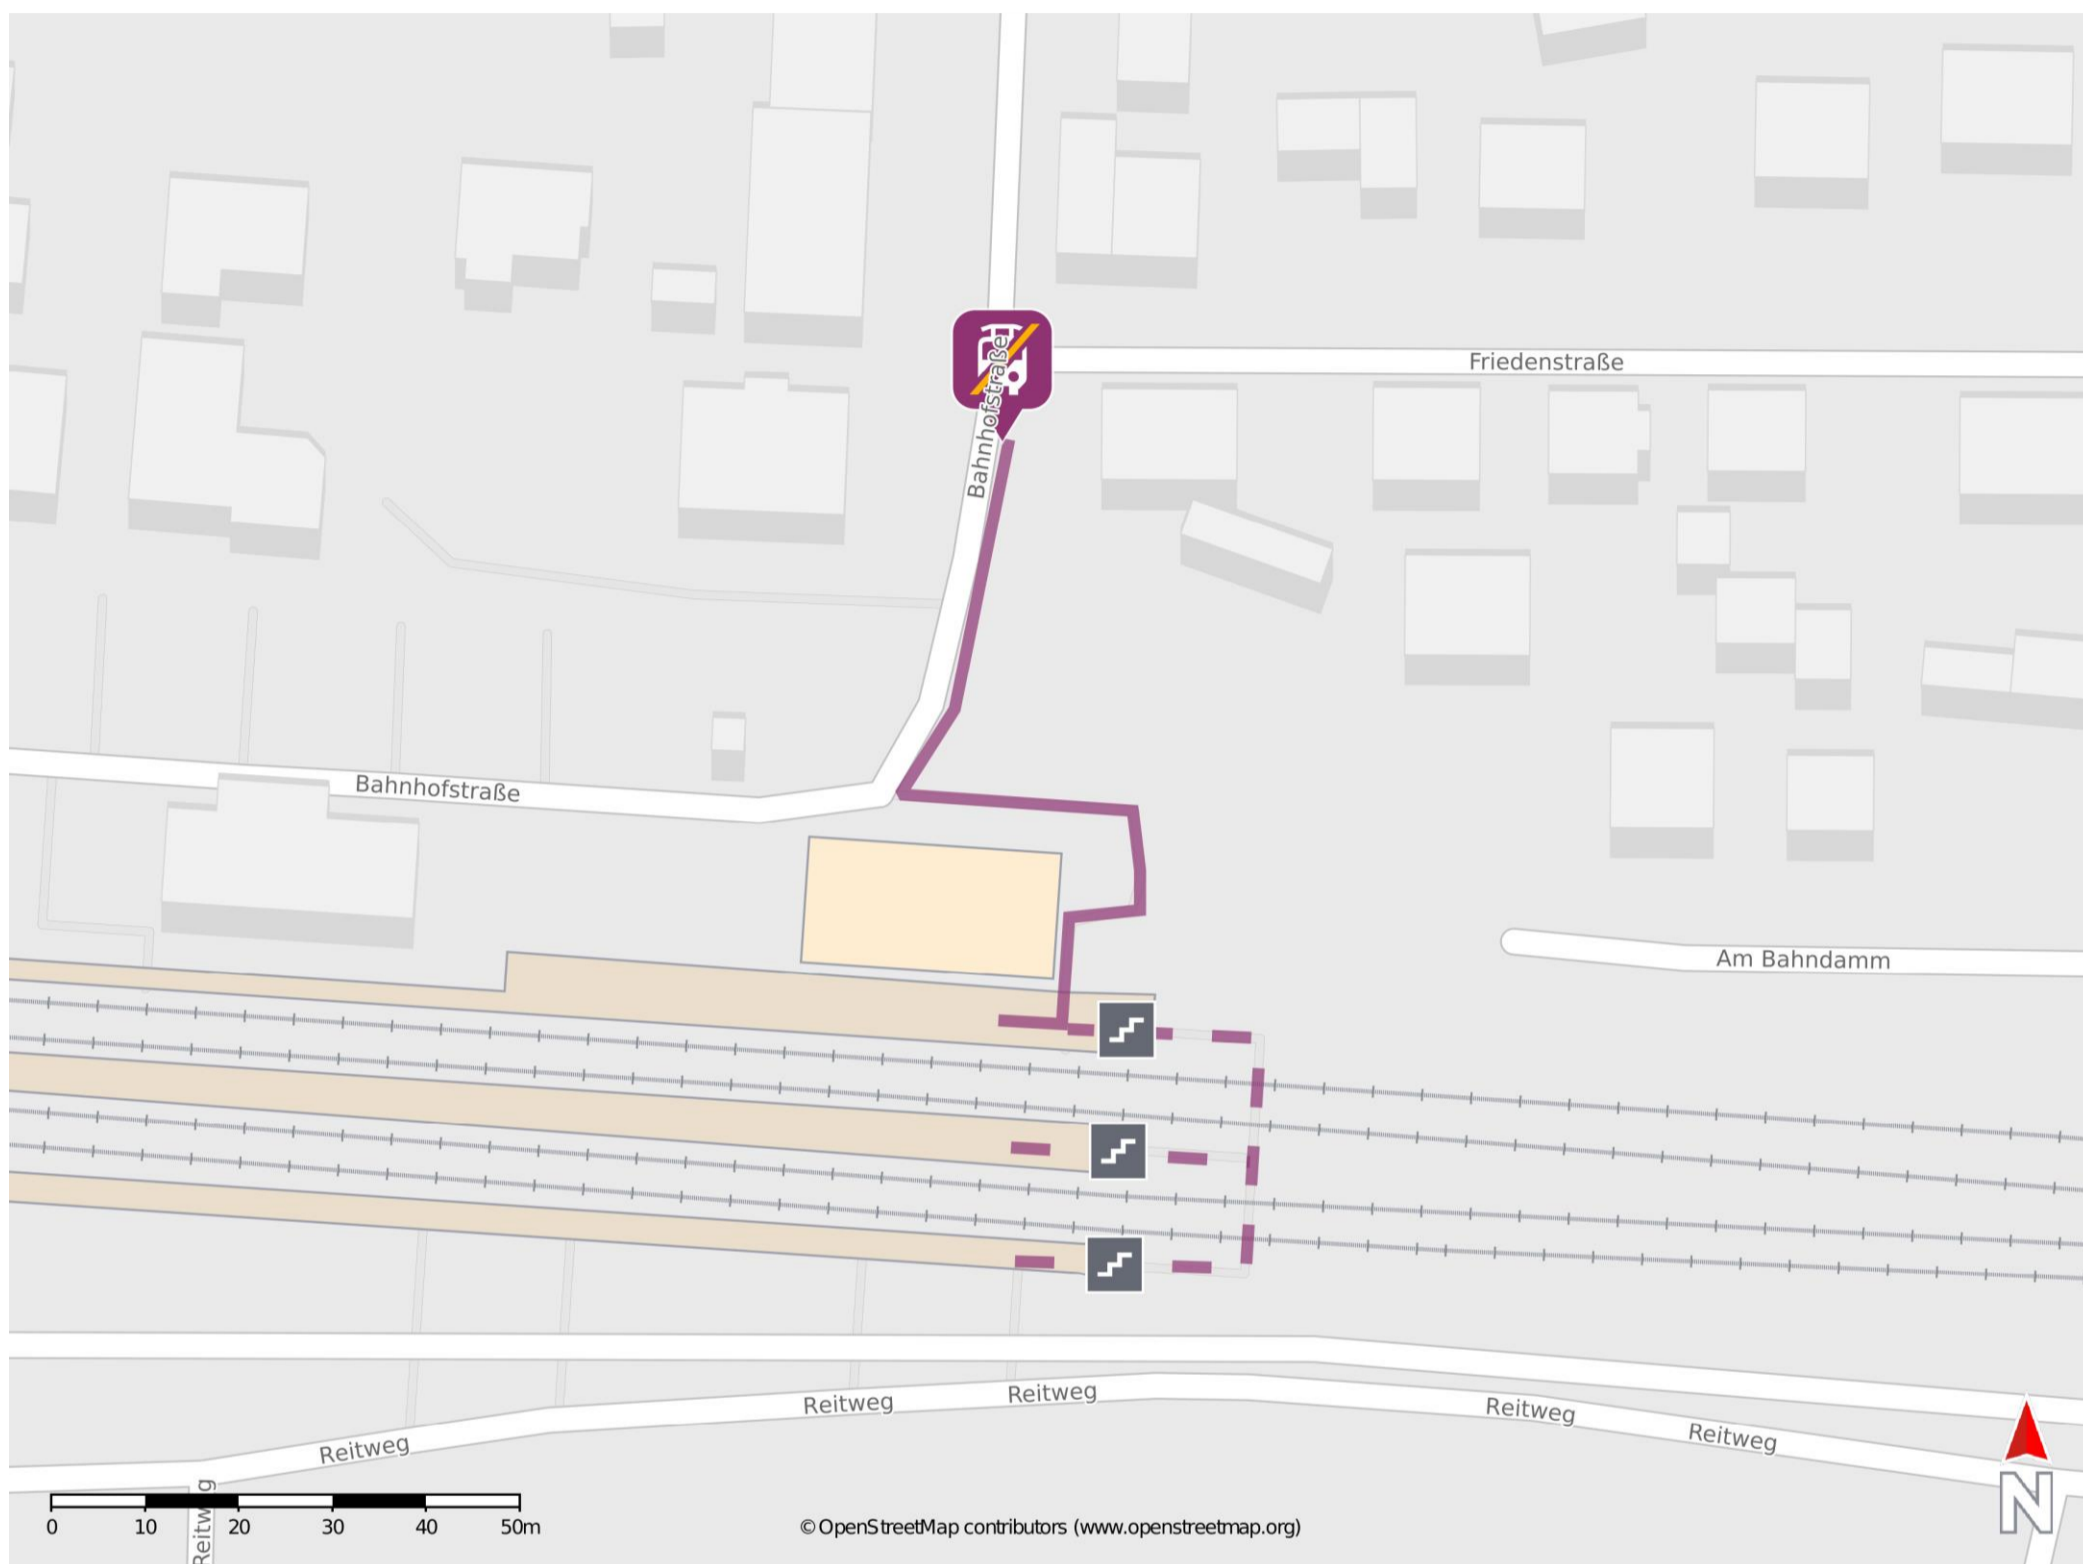 Friedenstraße
Bahnhofstraße
Bahnhofstraße
Am Bahndamm
Reitweg
Reitweg
Reitweg
Reitweg
Reitweg
Reitweg
N
0 10 20 30 40 50m
© OpenStreetMap contributors (www.openstreetmap.org)